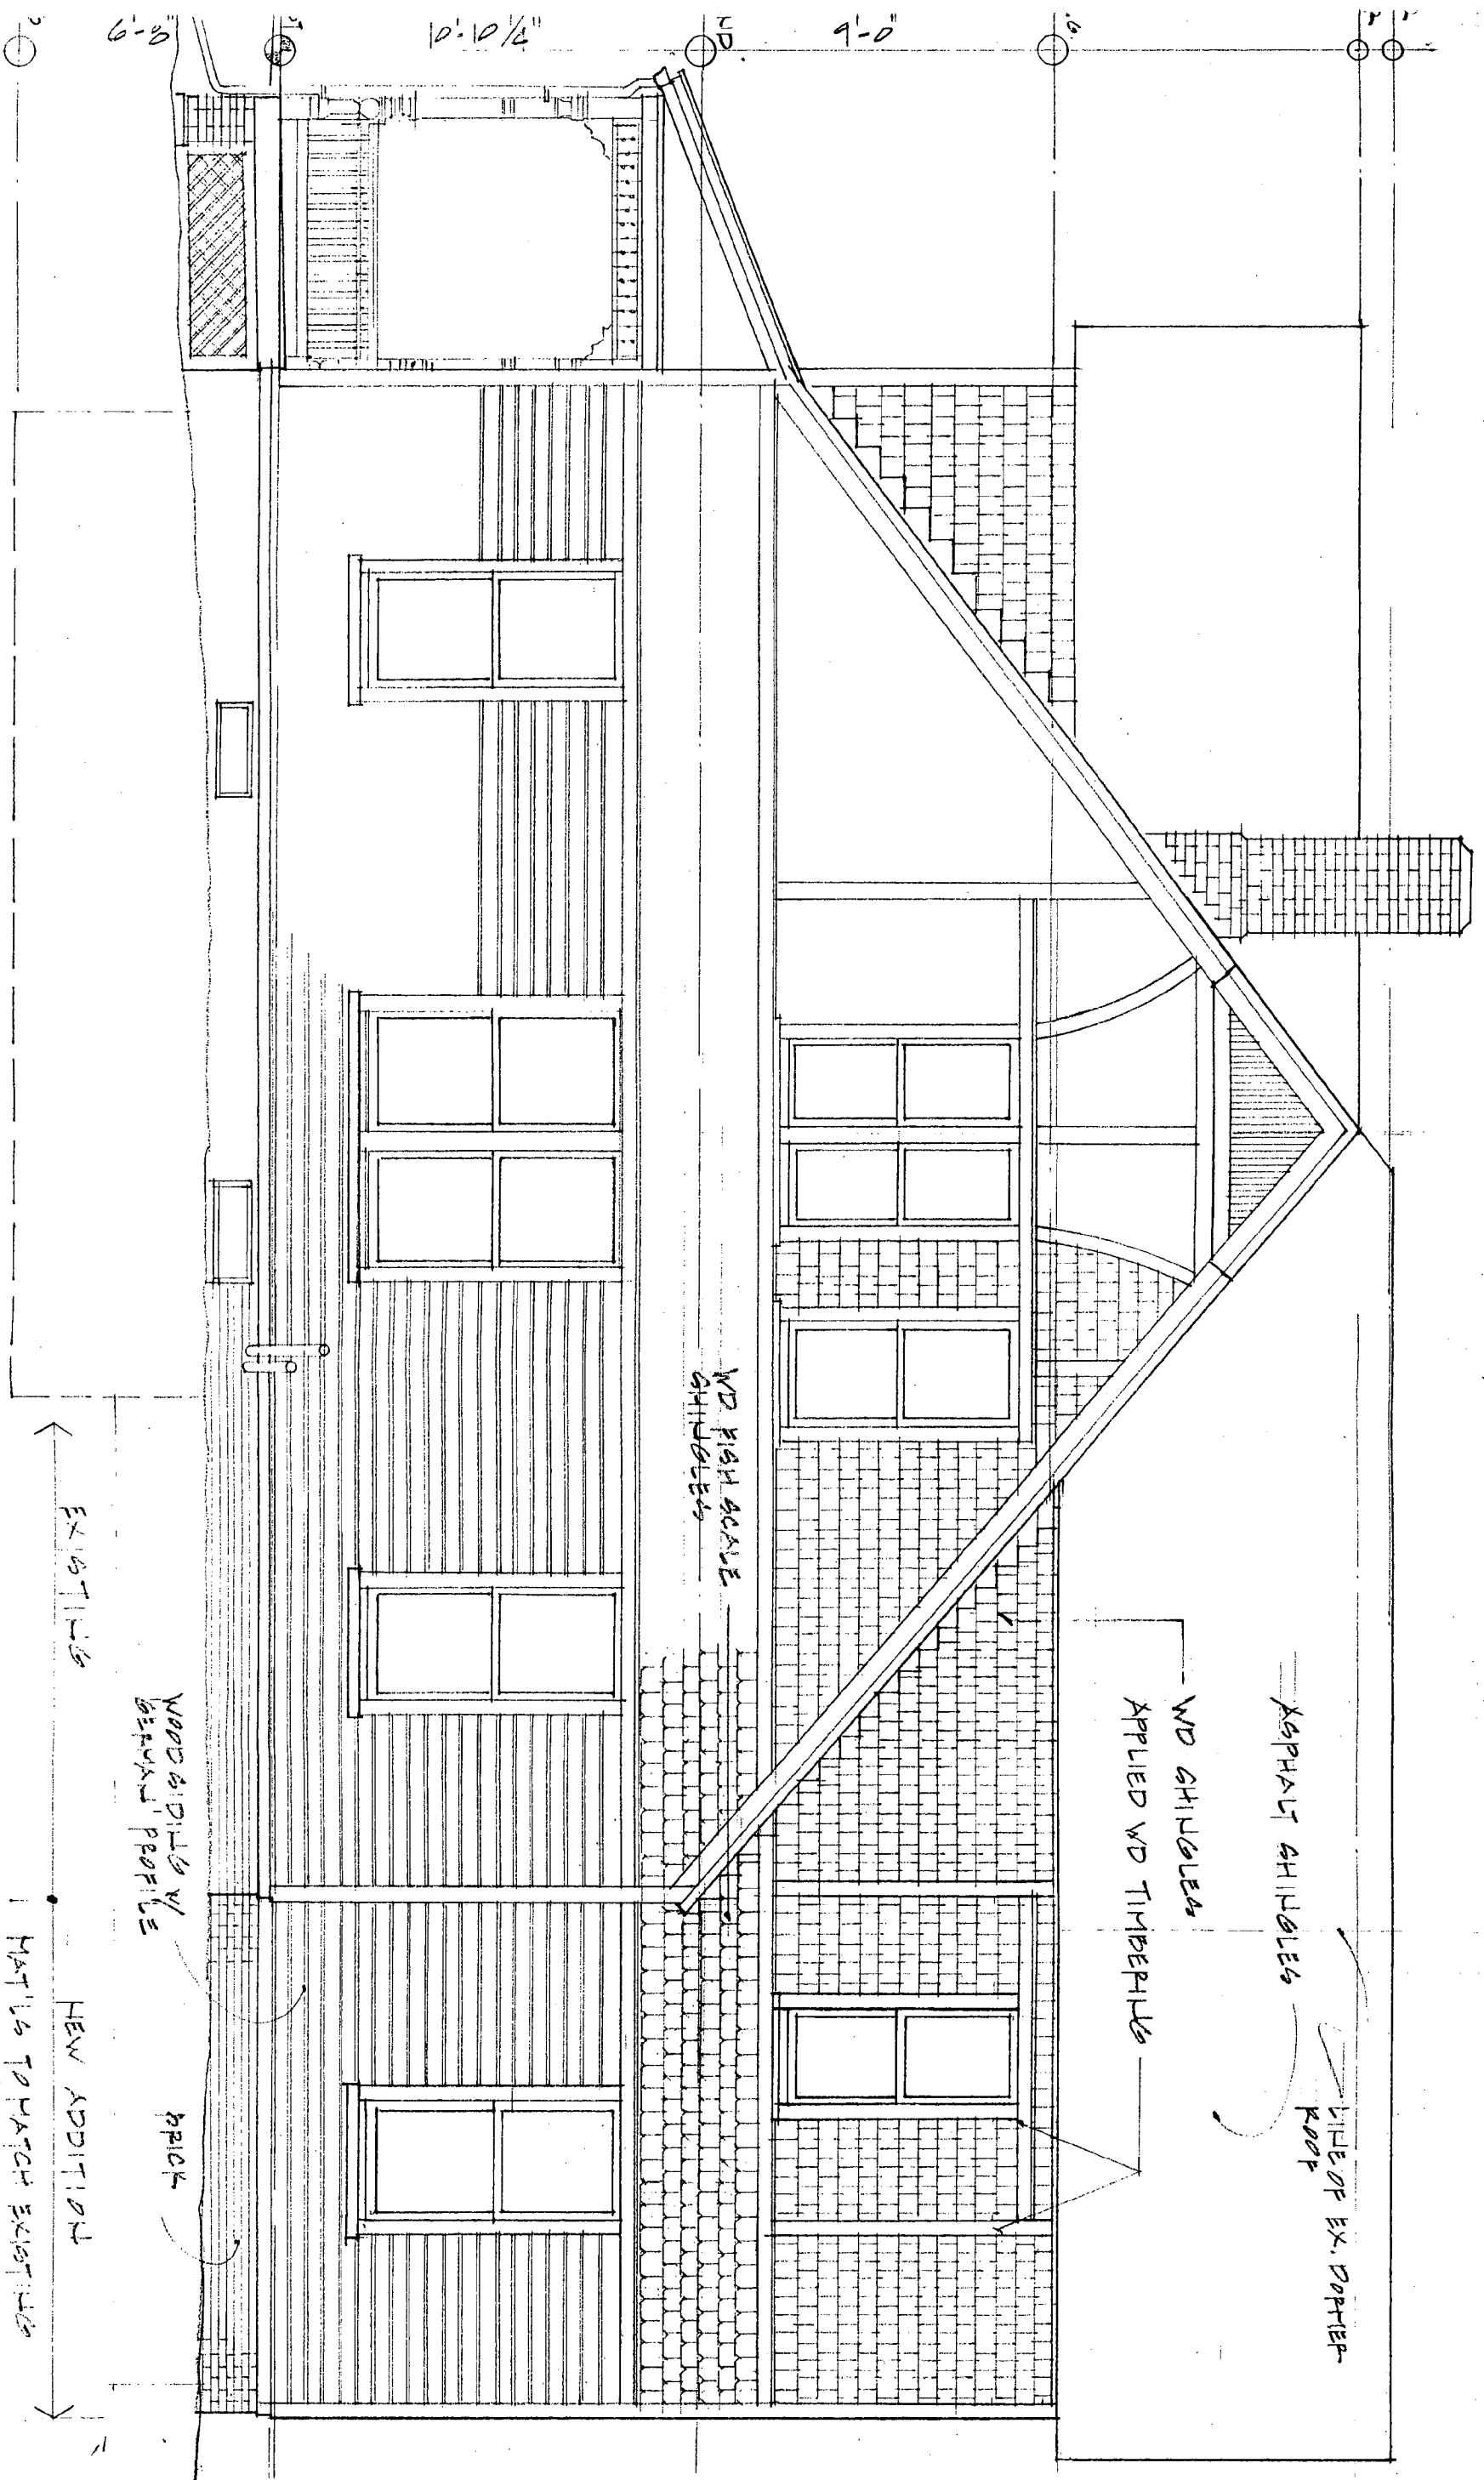 LINE OF EX. DORMER
ROOF
ASPHALT SHINGLES
WD SHINGLES
APPLIED WD TIMBERING
9'-0"
WD FISH SCALE
SHINGLES
10'-10 1/4"
6'-8"
WOOD SIDING W/
GERMAN PROFILE
BRICK
EXISTING
NEW ADDITION
MAT'LS TO MATCH EXISTING